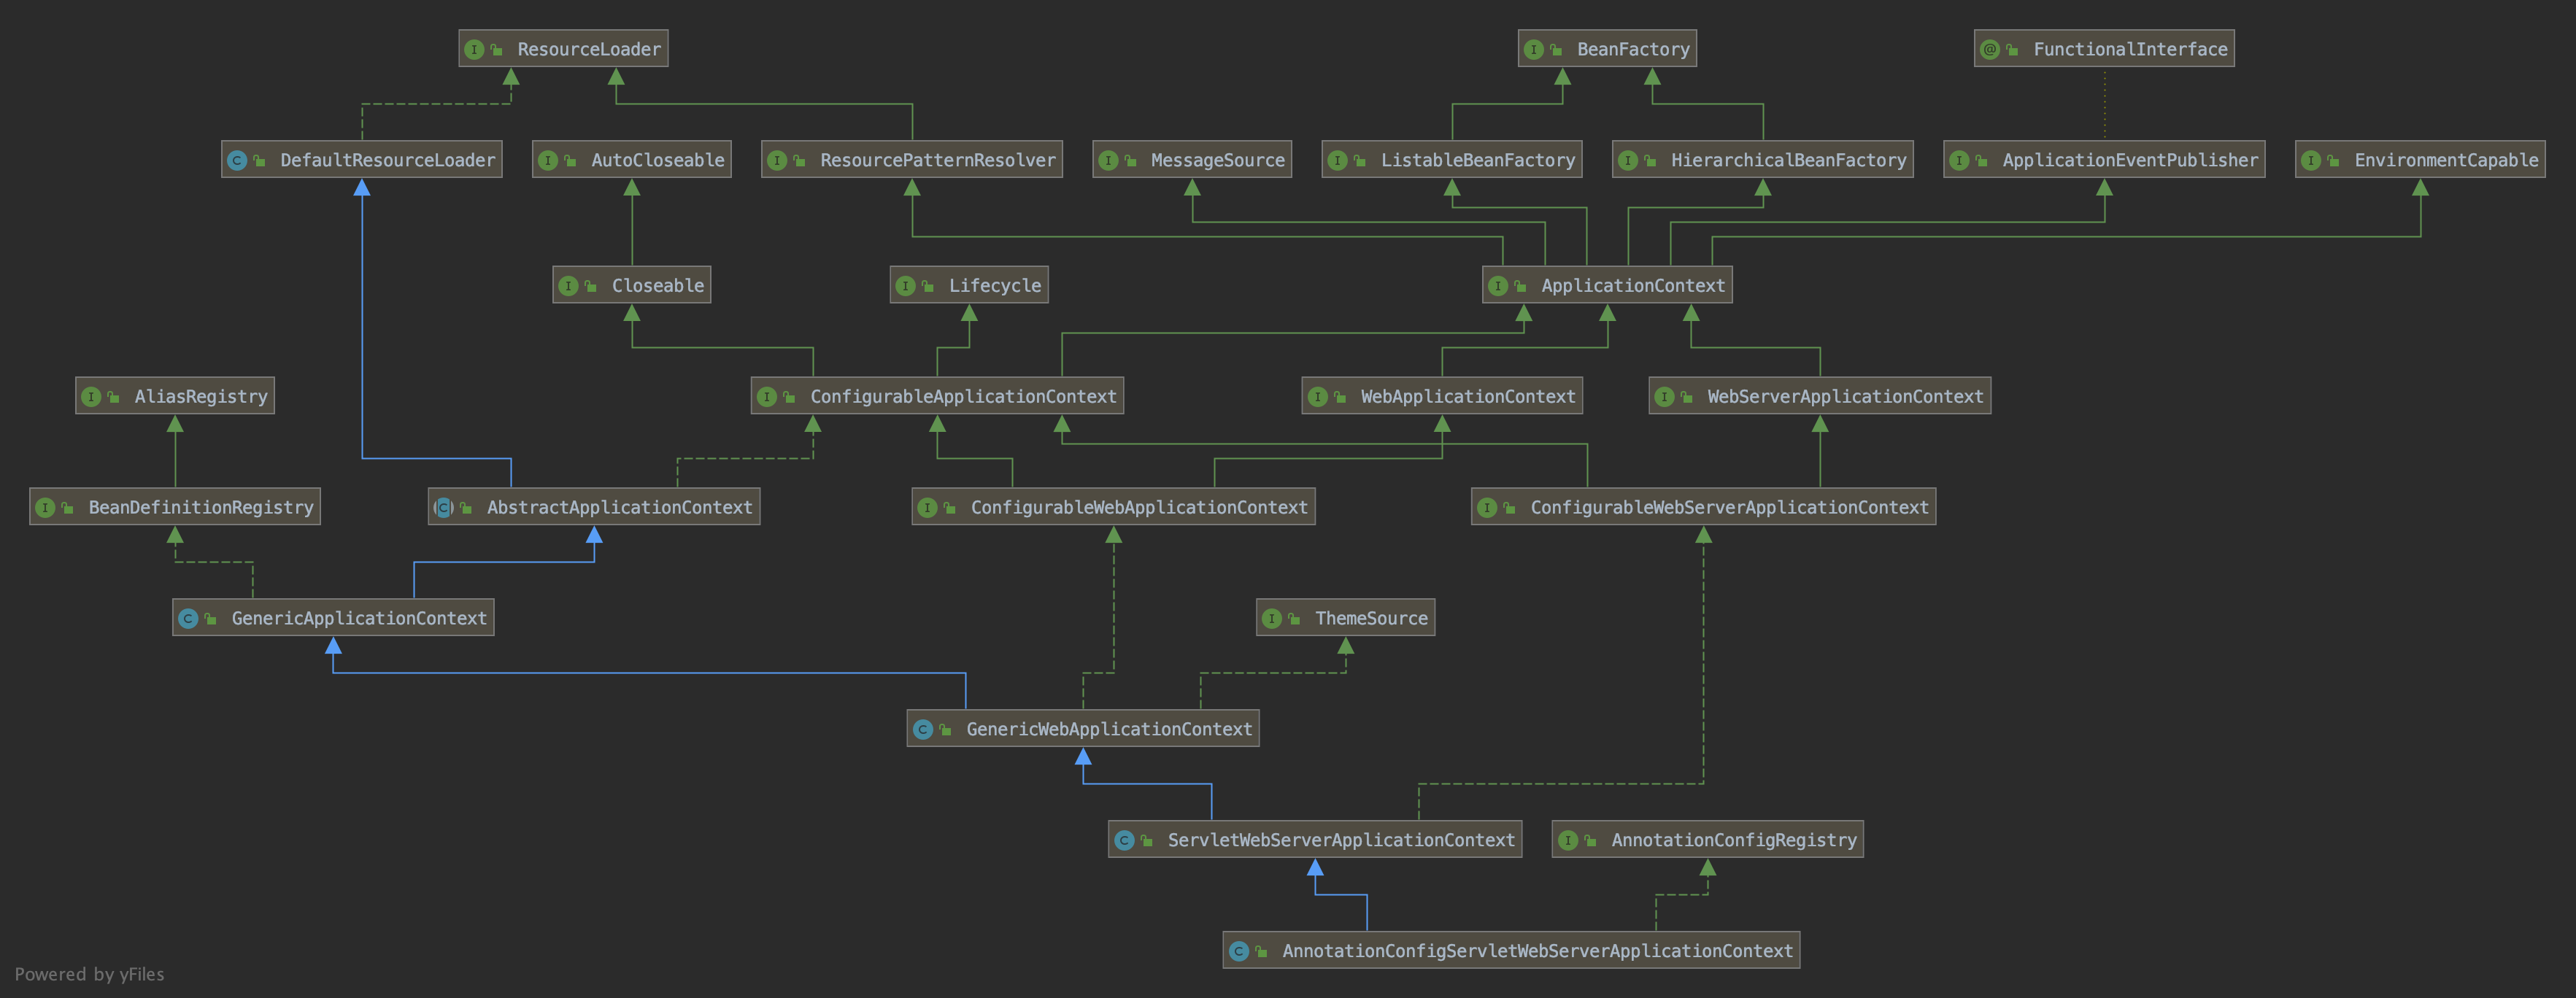 ResourceLoader
BeanFactory
FunctionalInterface
DefaultResourceLoader
AutoCloseable
ResourcePatternResolver
MessageSource
ListableBeanFactory
HierarchicalBeanFactory
ApplicationEventPublisher
EnvironmentCapable
Closeable
Lifecycle
ApplicationContext
AliasRegistry
ConfigurableApplicationContext
WebApplicationContext
WebServerApplicationContext
BeanDefinitionRegistry
AbstractApplicationContext
ConfigurableWebApplicationContext
ConfigurableWebServerApplicationContext
GenericApplicationContext
ThemeSource
GenericWebApplicationContext
ServletWebServerApplicationContext
AnnotationConfigRegistry
AnnotationConfigServletWebServerApplicationContext
Powered by yFiles